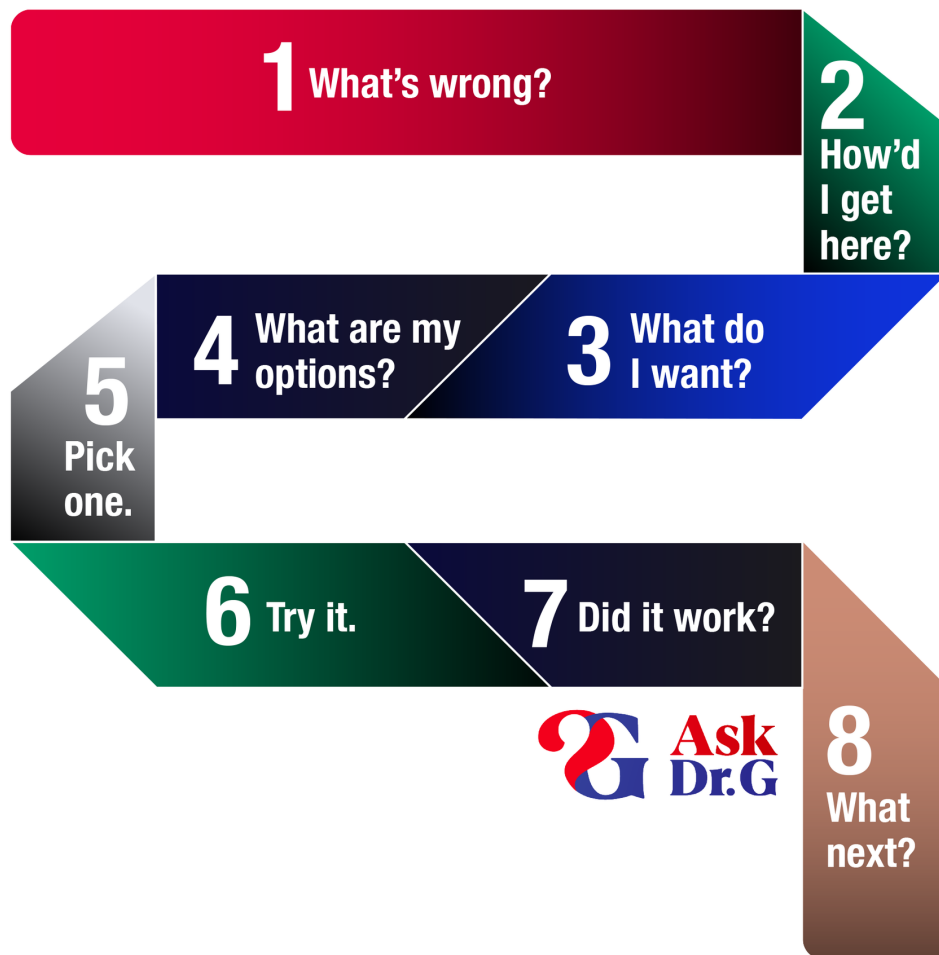 1 What’s wrong?
2
How’d
I get
here?
3 What do
I want?
4 What are my
options?
5
Pick
one.
6 Try it.
7 Did it work?
8
What
next?
Ask
Dr.G